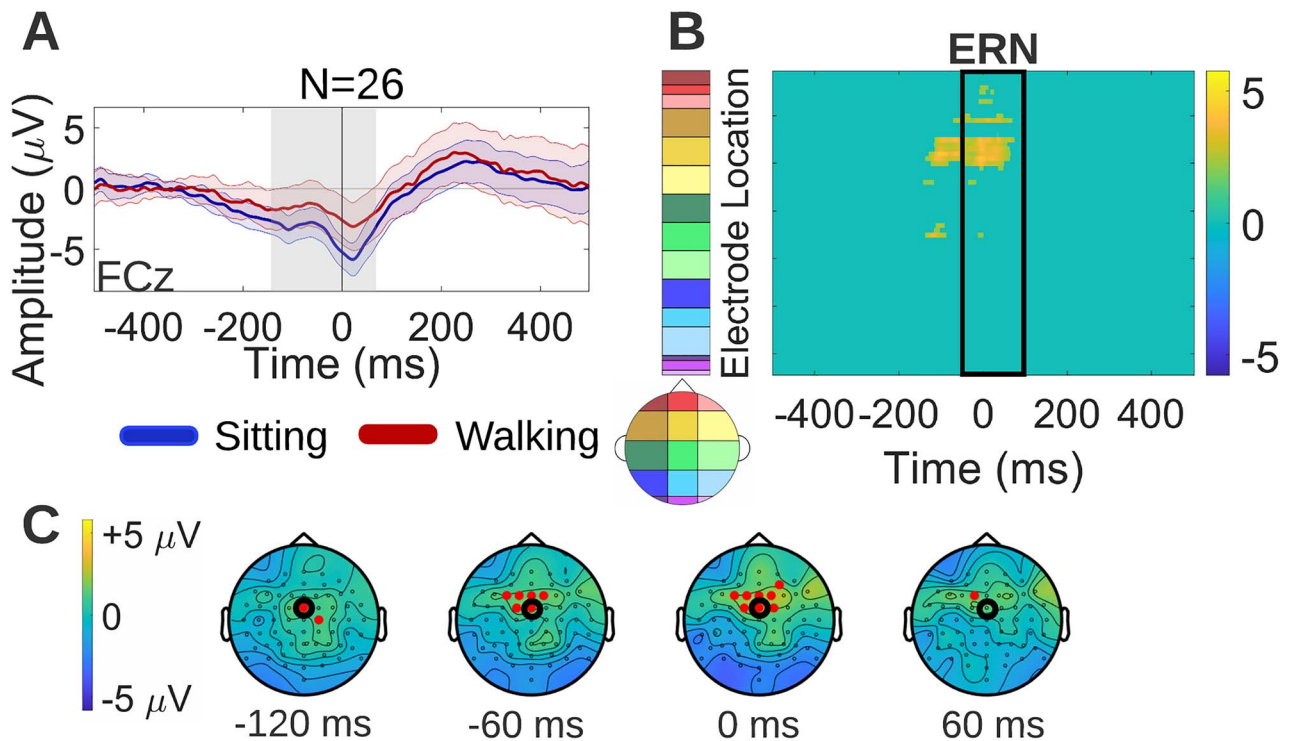 A
N=26
Amplitude (μV)
5
0
-5
FCz
-400 -200 0 200 400
Time (ms)
Sitting Walking
B
ERN
Electrode Location
5
0
-5
-400 -200 0 200 400
Time (ms)
C
+5 μV
0
-5 μV
-120 ms -60 ms 0 ms 60 ms